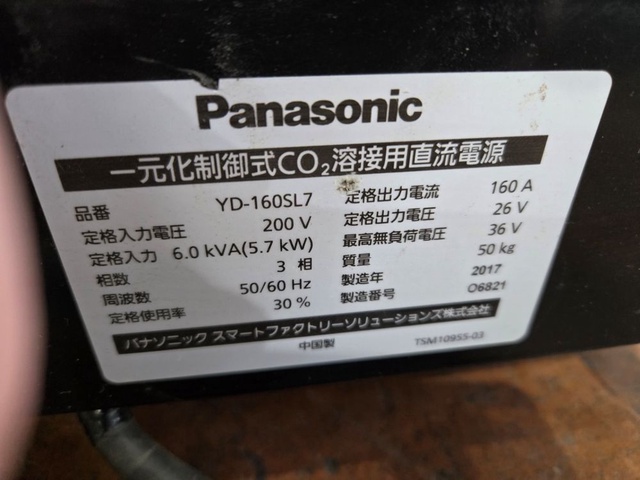 Panasonic
一元化制御式CO₂溶接用直流電源
品番 YD-160SL7
定格入力電圧 200 V
定格入力 6.0 kVA(5.7 kW)
相数 3 相
周波数 50/60 Hz
定格使用率 30 %
定格出力電流 160 A
定格出力電圧 26 V
最高無負荷電圧 36 V
質量 50 kg
製造年 2017
製造番号 O6821
パナソニック スマートファクトリーソリューションズ株式会社
中国製 TSM10955-03